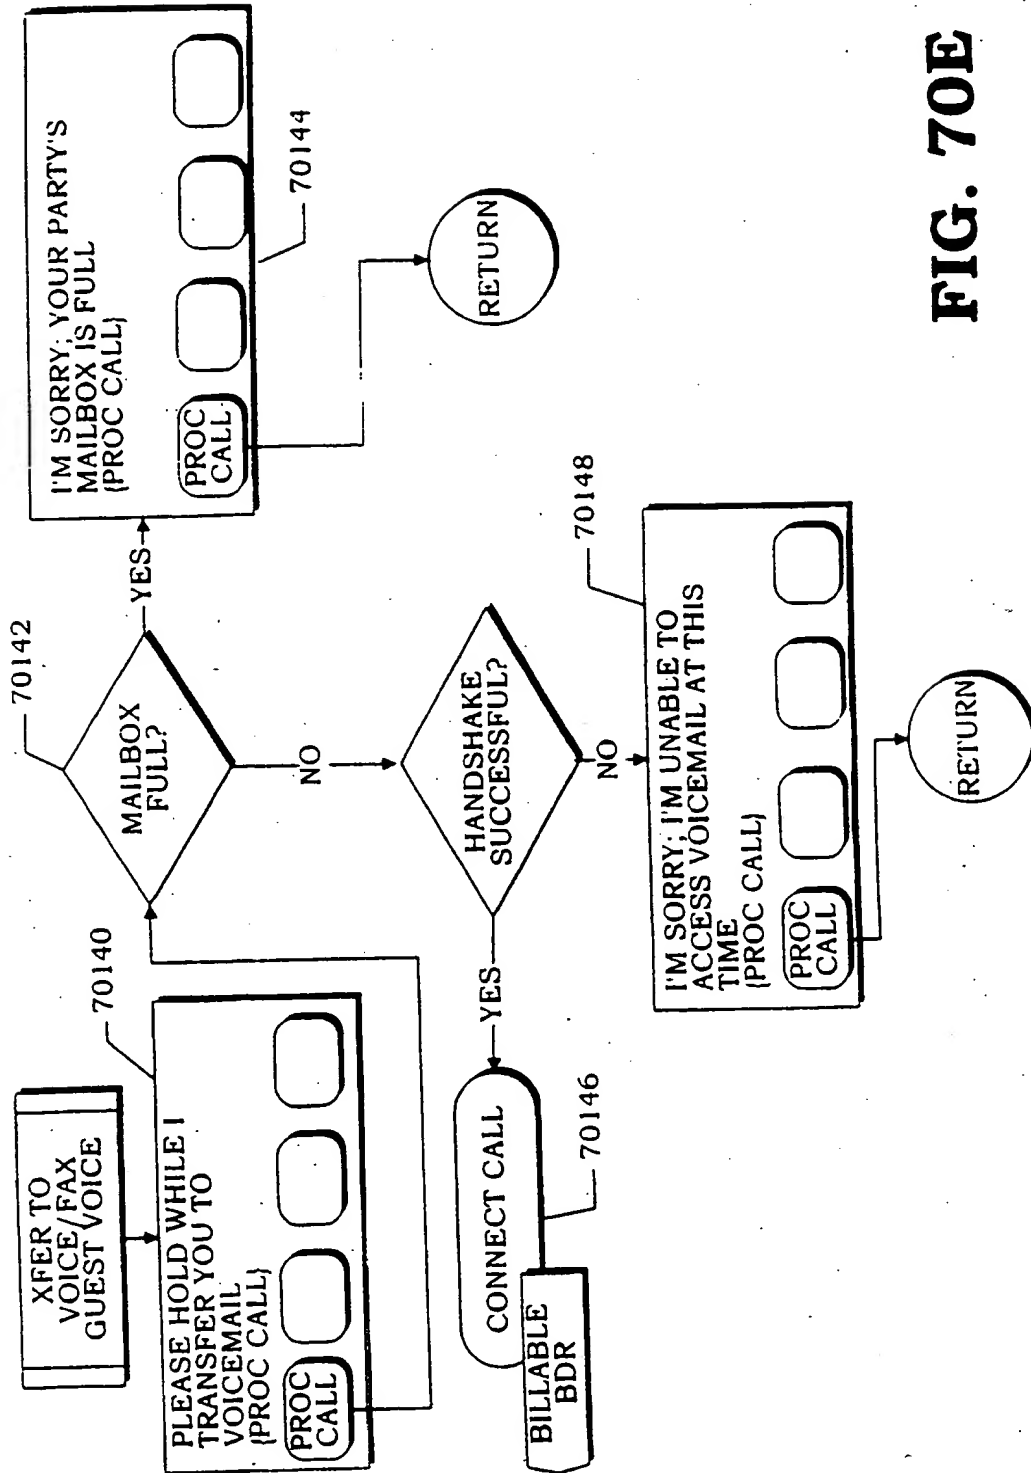 XFER TO
VOICE/FAX
GUEST VOICE
70140
PLEASE HOLD WHILE I
TRANSFER YOU TO
VOICEMAIL
{PROC CALL}
PROC
CALL
70142
MAILBOX
FULL?
YES
I'M SORRY; YOUR PARTY'S
MAILBOX IS FULL
{PROC CALL}
PROC
CALL
70144
RETURN
NO
HANDSHAKE
SUCCESSFUL?
YES
CONNECT CALL
BILLABLE
BDR
70146
NO
70148
I'M SORRY; I'M UNABLE TO
ACCESS VOICEMAIL AT THIS
TIME
{PROC CALL}
PROC
CALL
RETURN
FIG. 70E